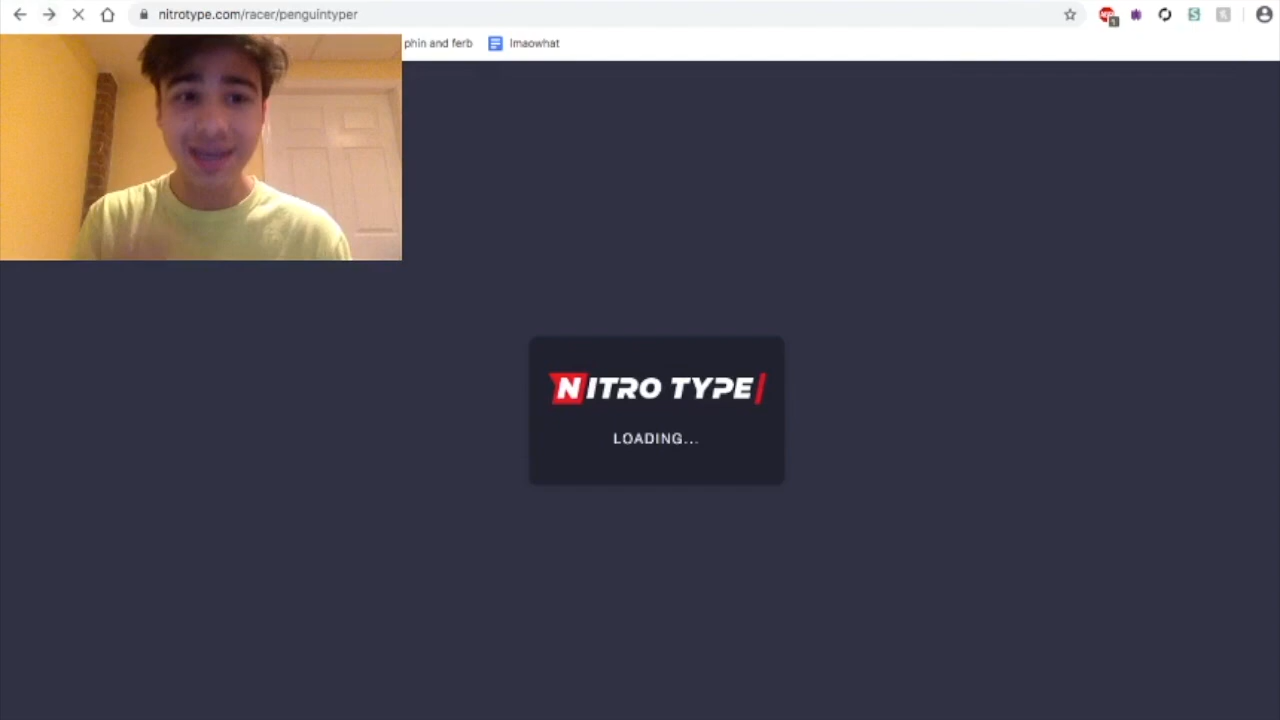 nitrotype.com/racer/penguintyper
phin and ferb
lmaowhat
NITRO TYPE
LOADING...